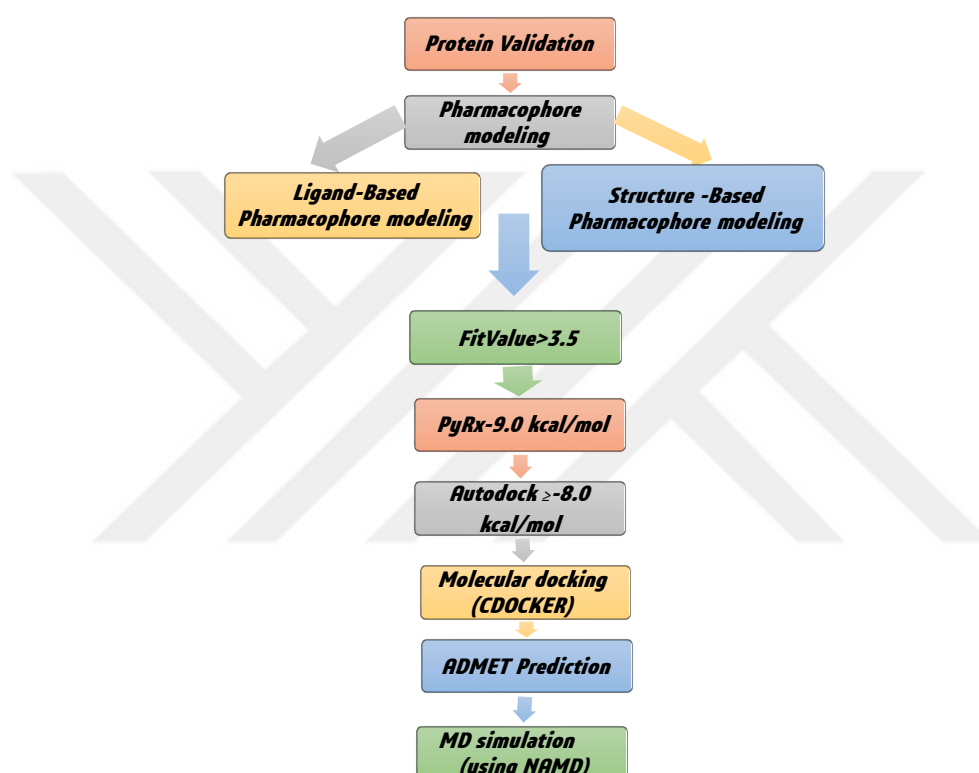 Protein Validation
Pharmacophore
modeling
Ligand-Based
Pharmacophore modeling
Structure -Based
Pharmacophore modeling
FitValue>3.5
PyRx-9.0 kcal/mol
Autodock ≥-8.0
kcal/mol
Molecular docking
(CDOCKER)
ADMET Prediction
MD simulation
(using NAMD)